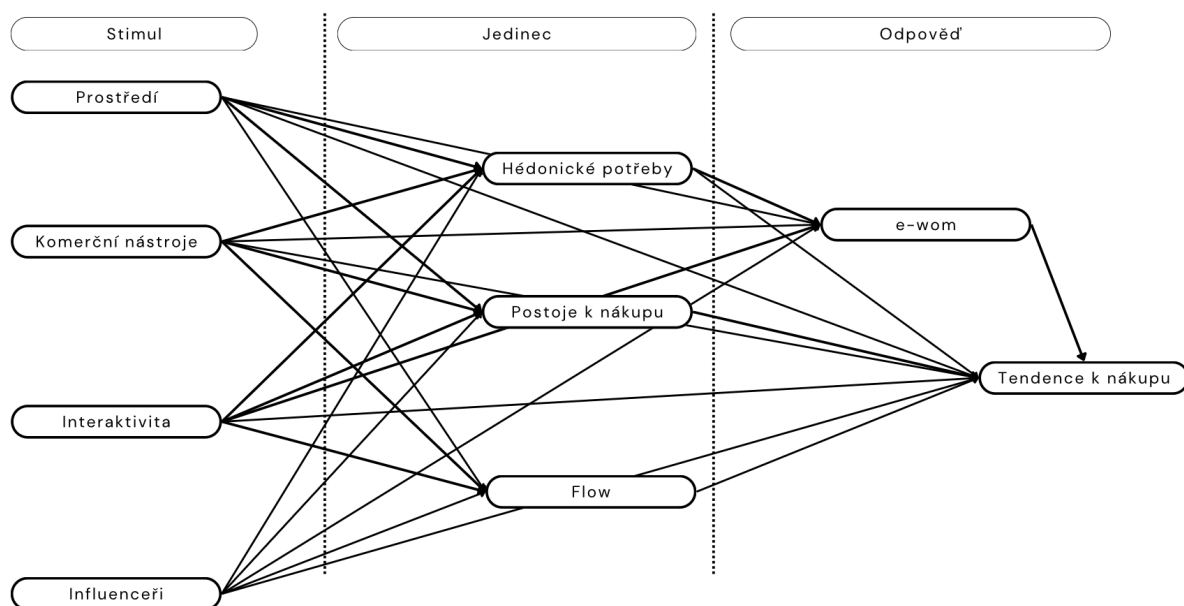 Stimul
Jedinec
Odpověď
Prostředí
Hédonické potřeby
e-wom
Komerční nástroje
Postoje k nákupu
Tendence k nákupu
Interaktivita
Flow
Influenceři